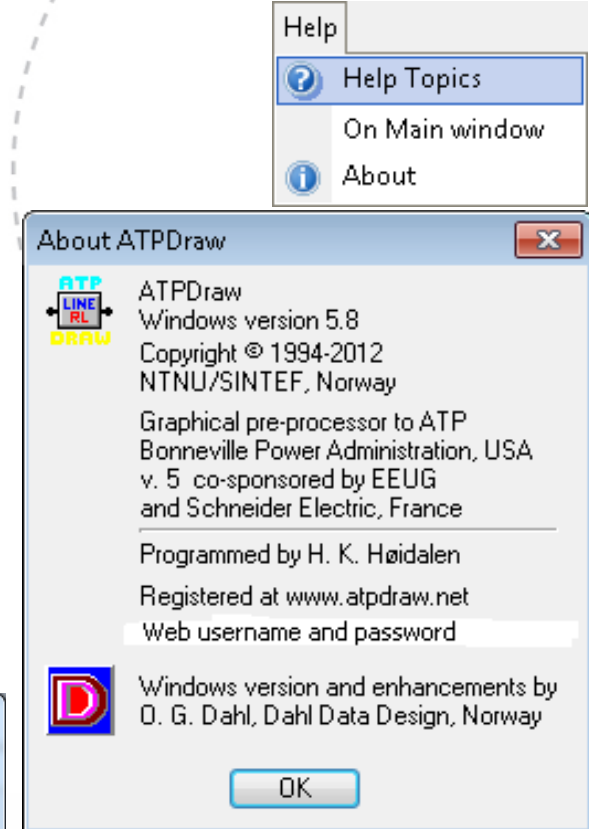 Help
Help Topics
On Main window
About
About ATPDraw
ATP
LINE
RL
DRAW
ATPDraw
Windows version 5.8
Copyright © 1994-2012
NTNU/SINTEF, Norway
Graphical pre-processor to ATP
Bonneville Power Administration, USA
v. 5 co-sponsored by EEUG
and Schneider Electric, France
Programmed by H. K. Høidalen
Registered at www.atpdraw.net
Web username and password
D
Windows version and enhancements by
O. G. Dahl, Dahl Data Design, Norway
OK